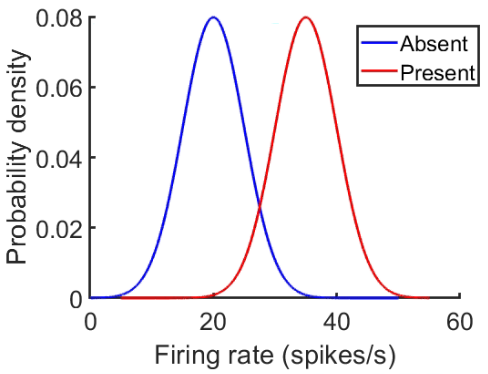 0.08
0.06
0.04
0.02
0
0
20
40
60
Probability density
Firing rate (spikes/s)
Absent
Present